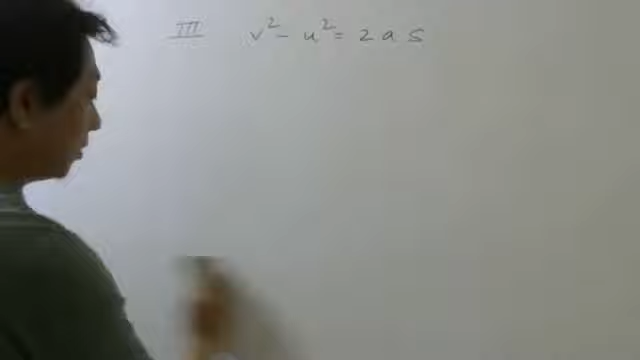 III v² - u² = 2 a s